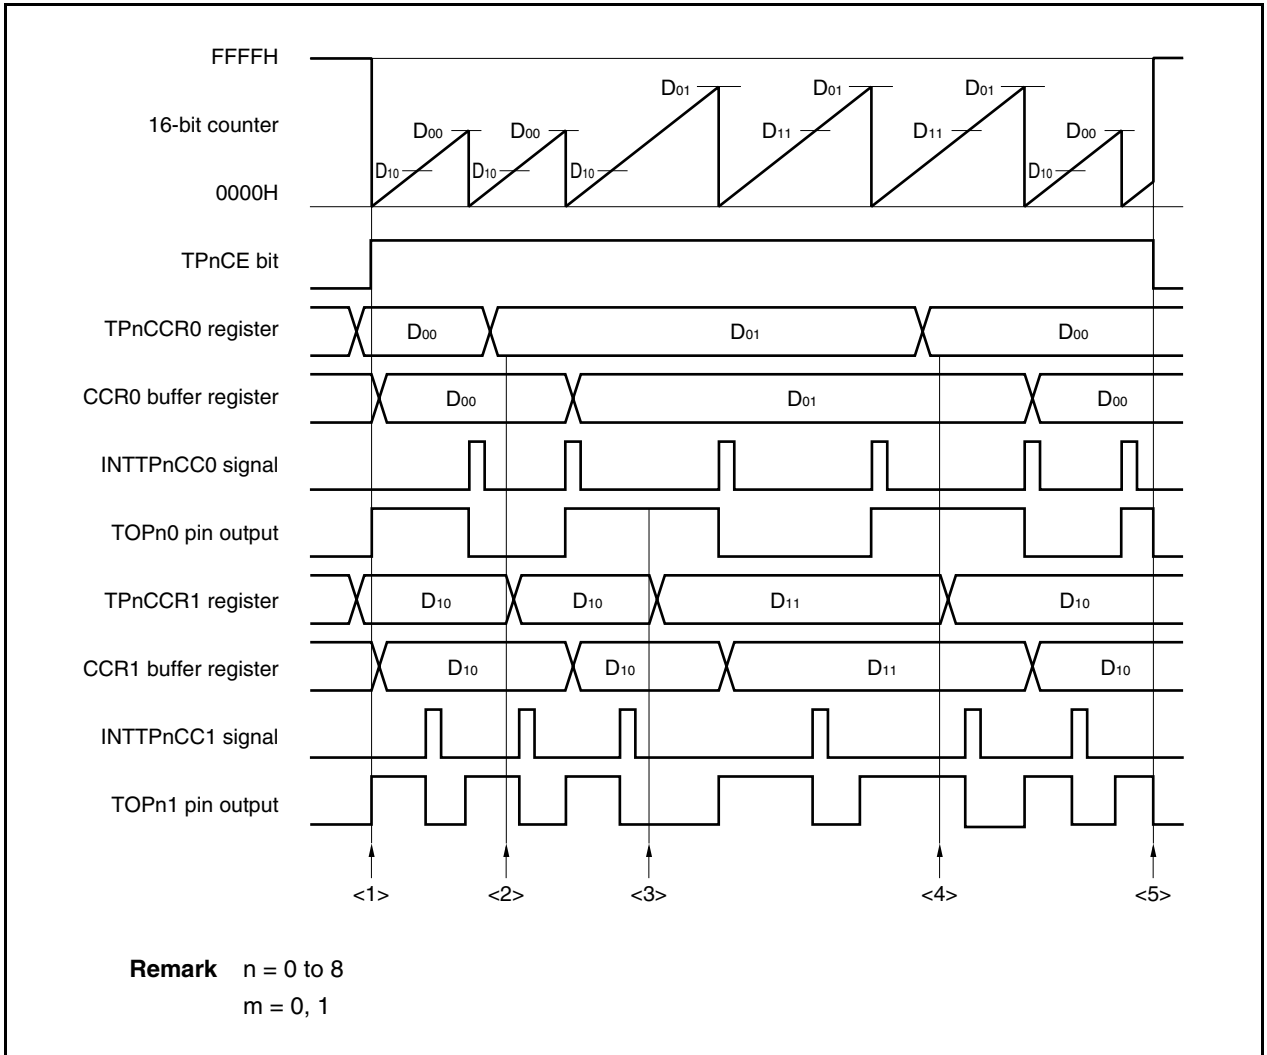 FFFFH
16-bit counter
0000H
D01 D01 D01
D00 D00 D11 D11 D00
D10 D10 D10 D10
TPnCE bit
TPnCCR0 register D00 D01 D00
CCR0 buffer register D00 D01 D00
INTTPnCC0 signal
TOPn0 pin output
TPnCCR1 register D10 D10 D11 D10
CCR1 buffer register D10 D10 D11 D10
INTTPnCC1 signal
TOPn1 pin output
<1> <2> <3> <4> <5>
Remark n = 0 to 8
m = 0, 1